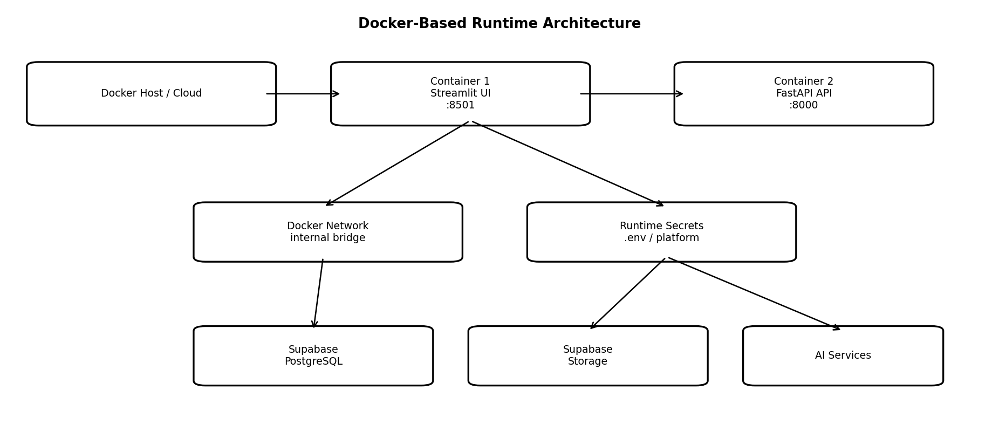 Docker-Based Runtime Architecture
Docker Host / Cloud
Container 1
Streamlit UI
:8501
Container 2
FastAPI API
:8000
Docker Network
internal bridge
Runtime Secrets
.env / platform
Supabase
PostgreSQL
Supabase
Storage
AI Services